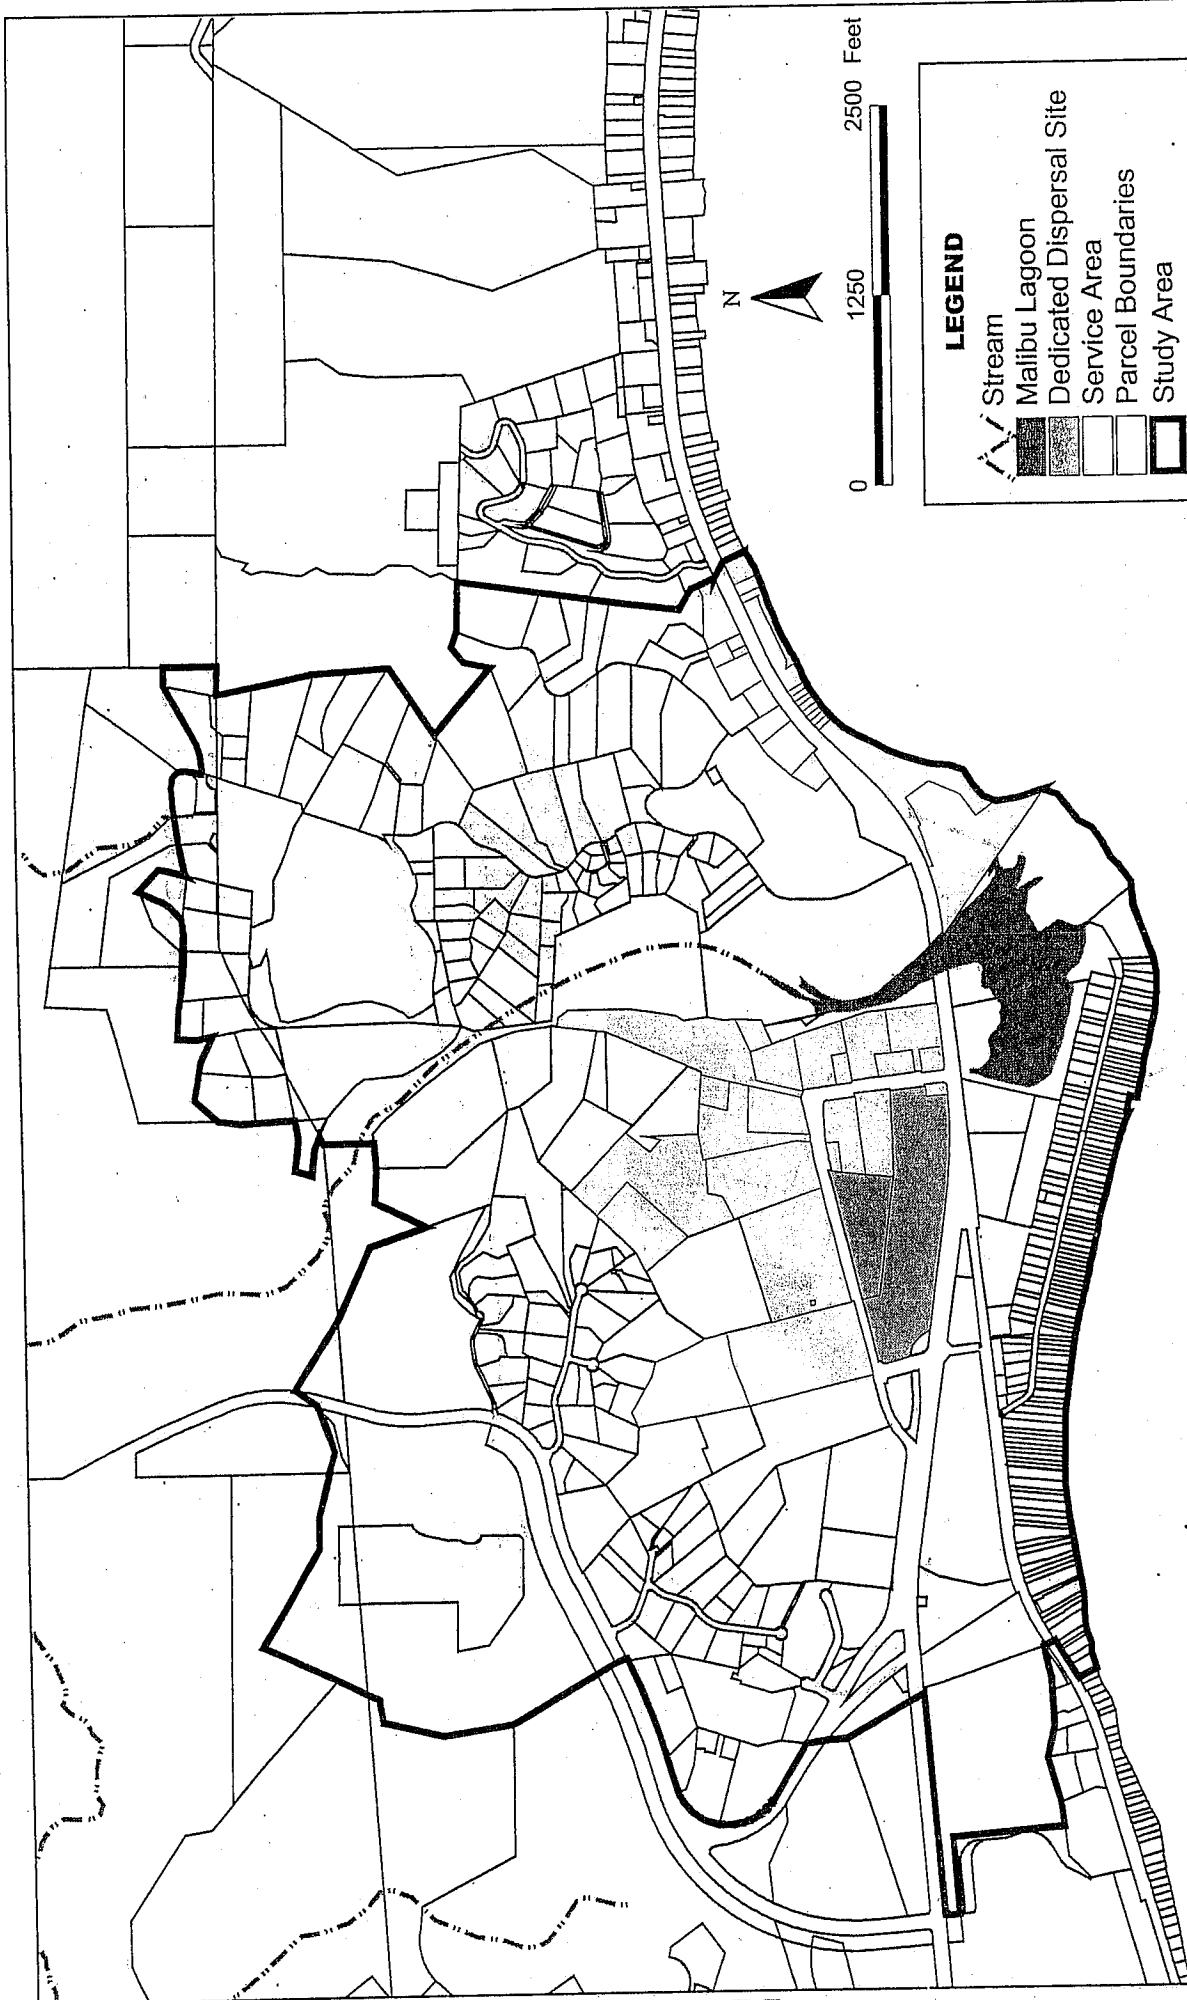 N
0 1250 2500 Feet
LEGEND
Stream
Malibu Lagoon
Dedicated Dispersal Site
Service Area
Parcel Boundaries
Study Area